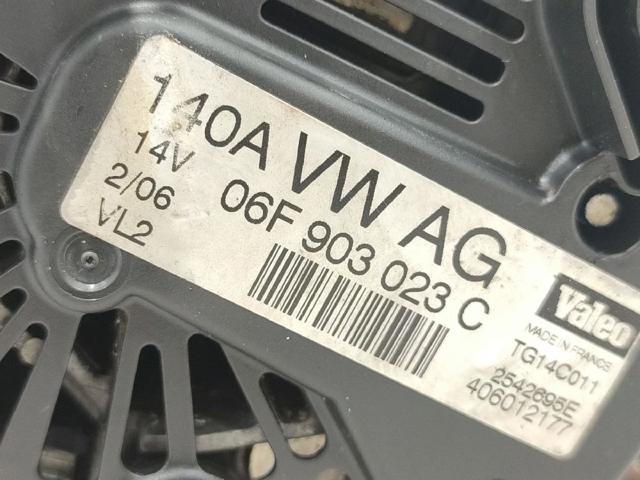 140A VW AG
14V 06F 903 023 C
2/06
VL2
Valeo
MADE IN FRANCE
TG14C011
2542695E
406012177